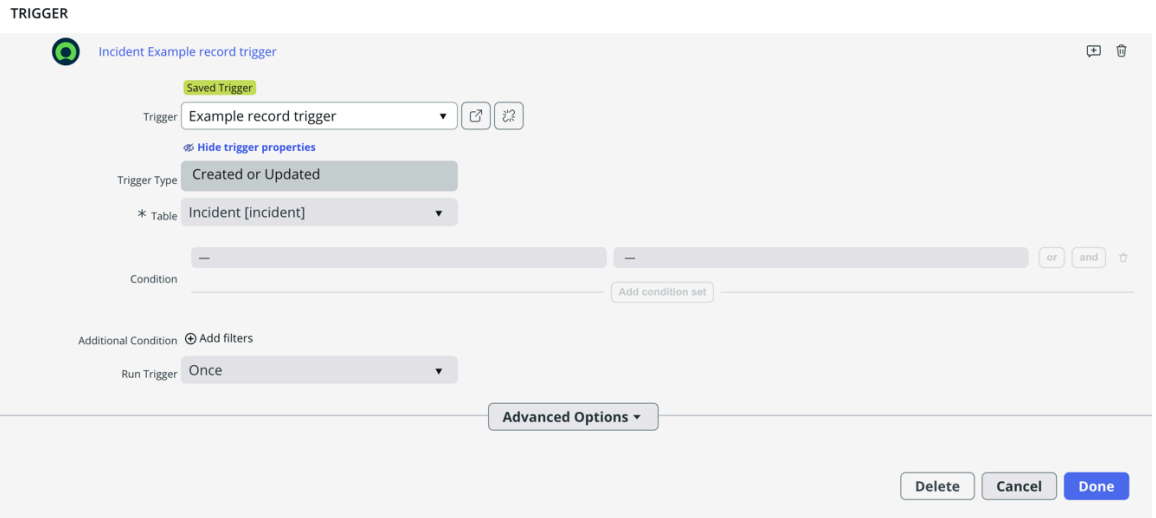 TRIGGER
Incident Example record trigger
Saved Trigger
Trigger Example record trigger
Hide trigger properties
Trigger Type Created or Updated
* Table Incident [incident]
Condition — — or and
Add condition set
Additional Condition Add filters
Run Trigger Once
Advanced Options
Delete Cancel Done